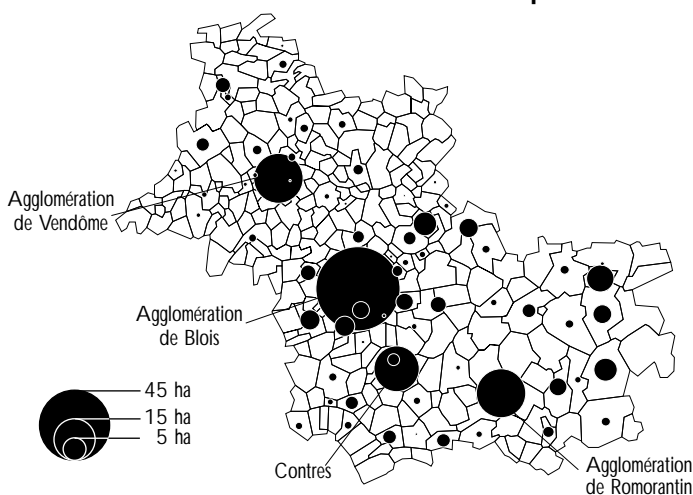 Agglomération
de Vendôme
Agglomération
de Blois
45 ha
15 ha
5 ha
Contres
Agglomération
de Romorantin